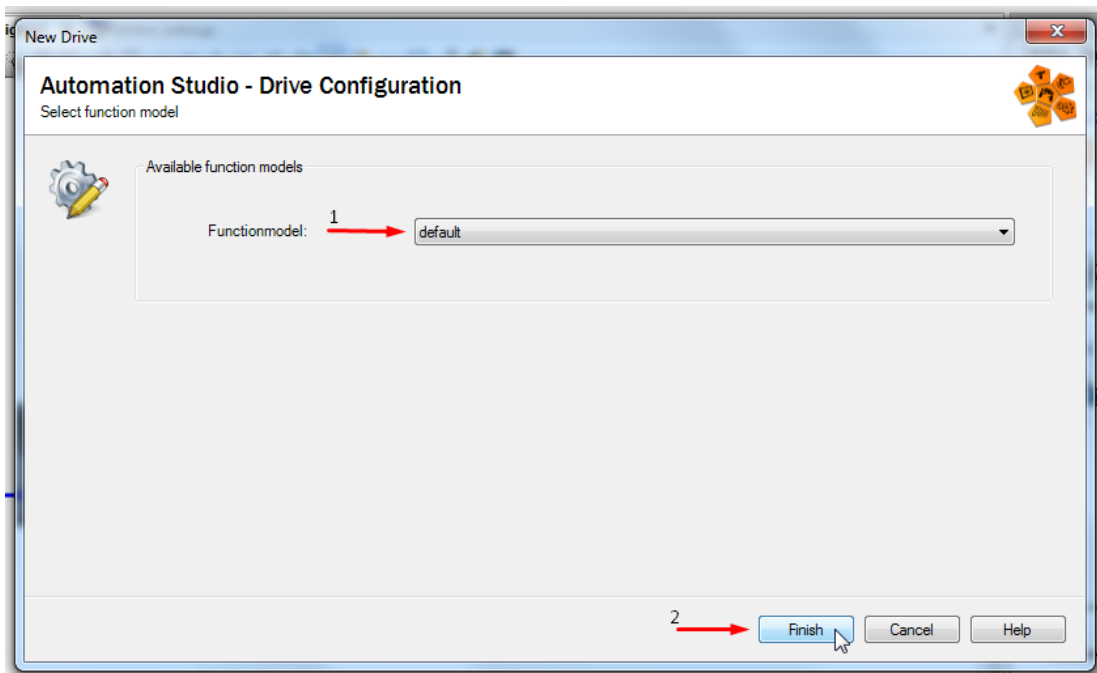 New Drive
Automation Studio - Drive Configuration
Select function model
Available function models
Functionmodel:
1
default
2
Finish
Cancel
Help